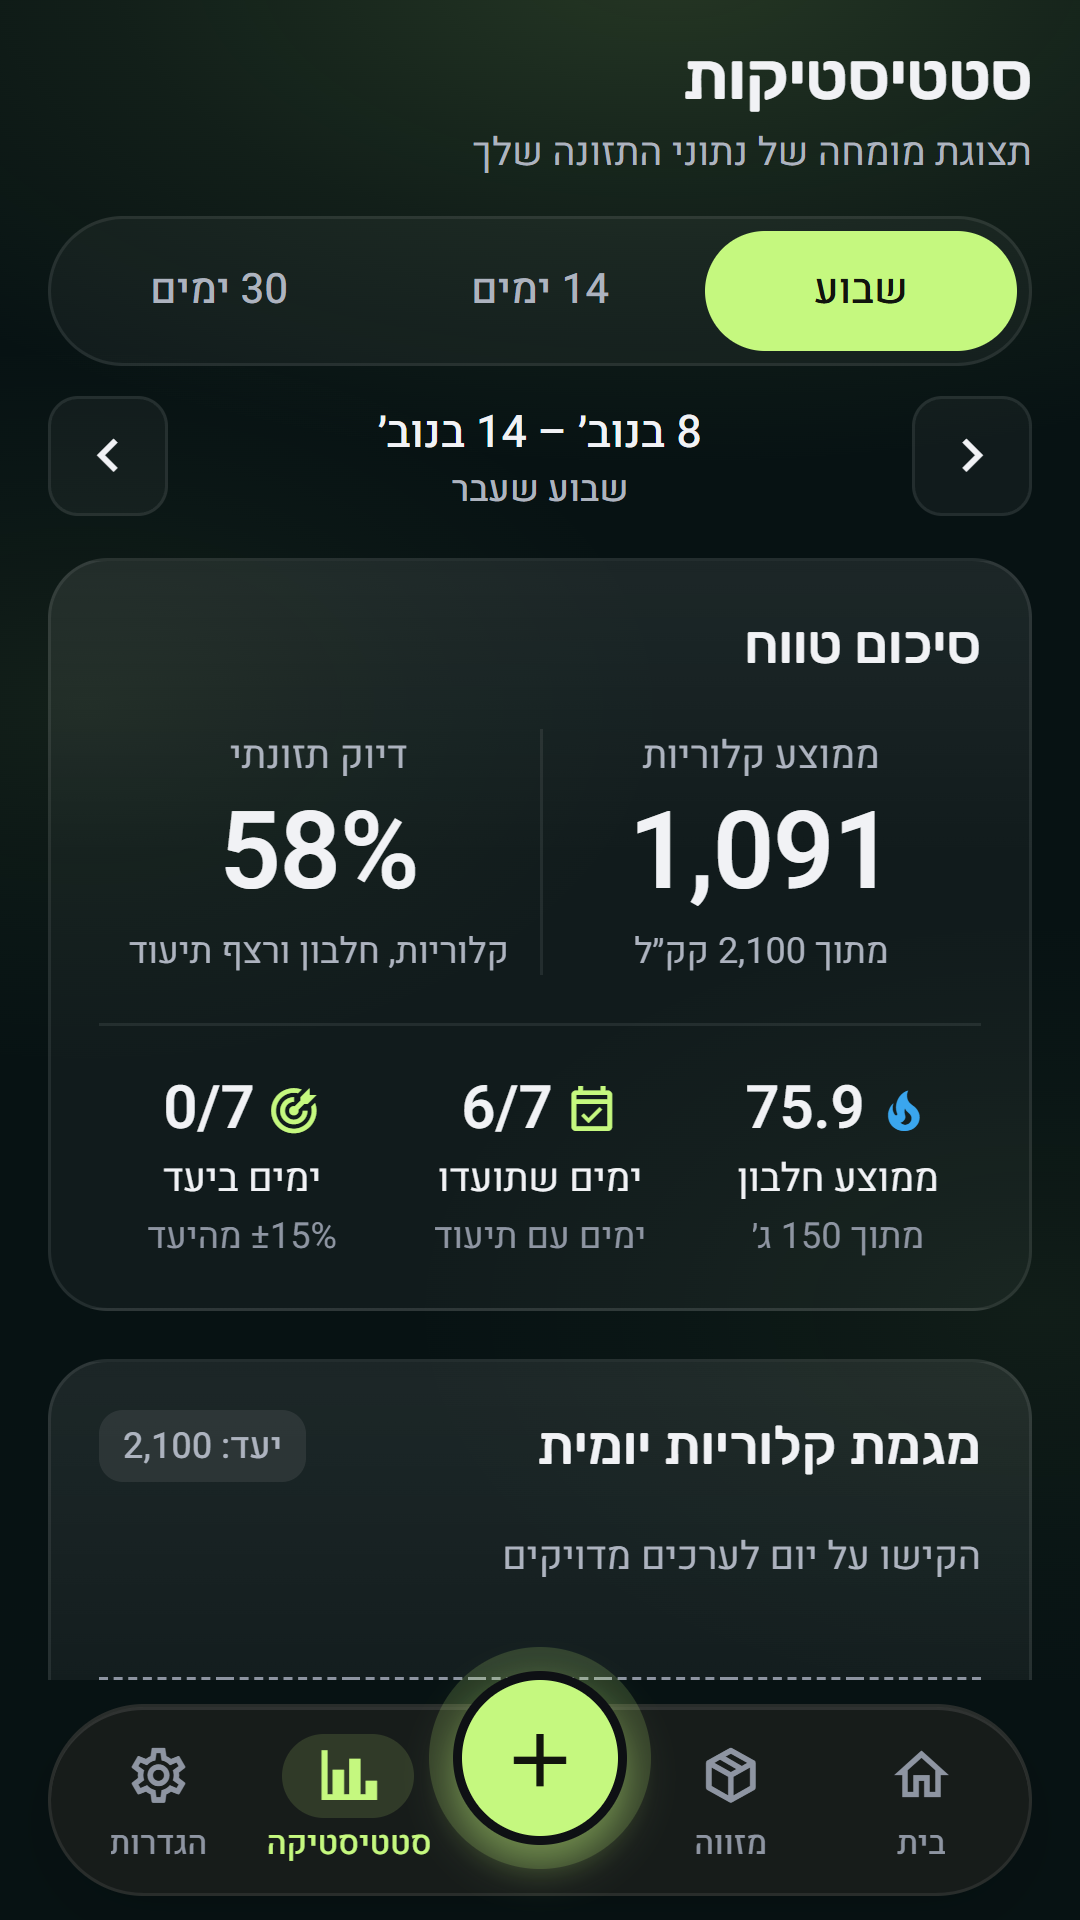 סטטיסטיקות
תצוגת מומחה של נתוני התזונה שלך
שבוע
14 ימים
30 ימים
8 בנוב׳ – 14 בנוב׳
שבוע שעבר
סיכום טווח
ממוצע קלוריות
1,091
מתוך 2,100 קק״ל
דיוק תזונתי
58%
קלוריות, חלבון ורצף תיעוד
75.9
ממוצע חלבון
מתוך 150 ג׳
6/7
ימים שתועדו
ימים עם תיעוד
0/7
ימים ביעד
±15% מהיעד
מגמת קלוריות יומית
יעד: 2,100
הקישו על יום לערכים מדויקים
בית
מזווה
סטטיסטיקה
הגדרות